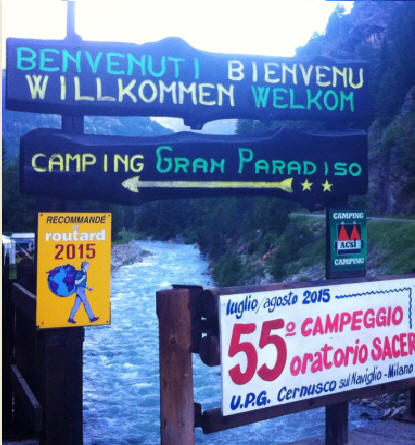 BENVENUTI BIENVENU
WILLKOMMEN WELKOM
CAMPING GRAN PARADISO
RECOMMANDÉ
routard
2015
CAMPING
ACSI
CAMPING
luglio/agosto 2015
55º CAMPEGGIO
oratorio SACER
U.P.G. Cernusco sul Naviglio - Milano